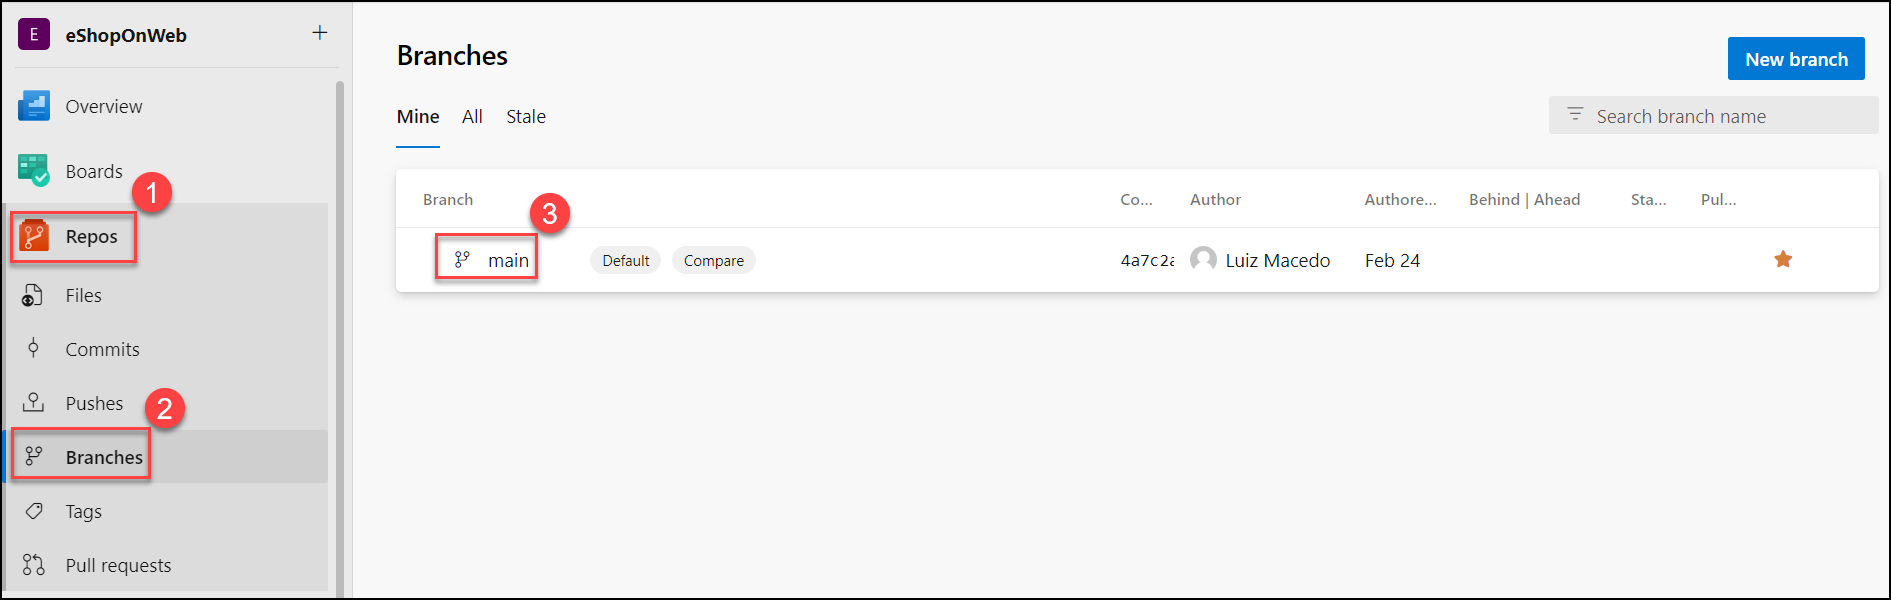 E eShopOnWeb +
Overview
Boards
1
Repos
Files
Commits
Pushes
2
Branches
Tags
Pull requests
Branches
New branch
Mine All Stale
Search branch name
Branch Co... Author Authore... Behind | Ahead Sta... Pul...
3
main Default Compare 4a7c2a Luiz Macedo Feb 24